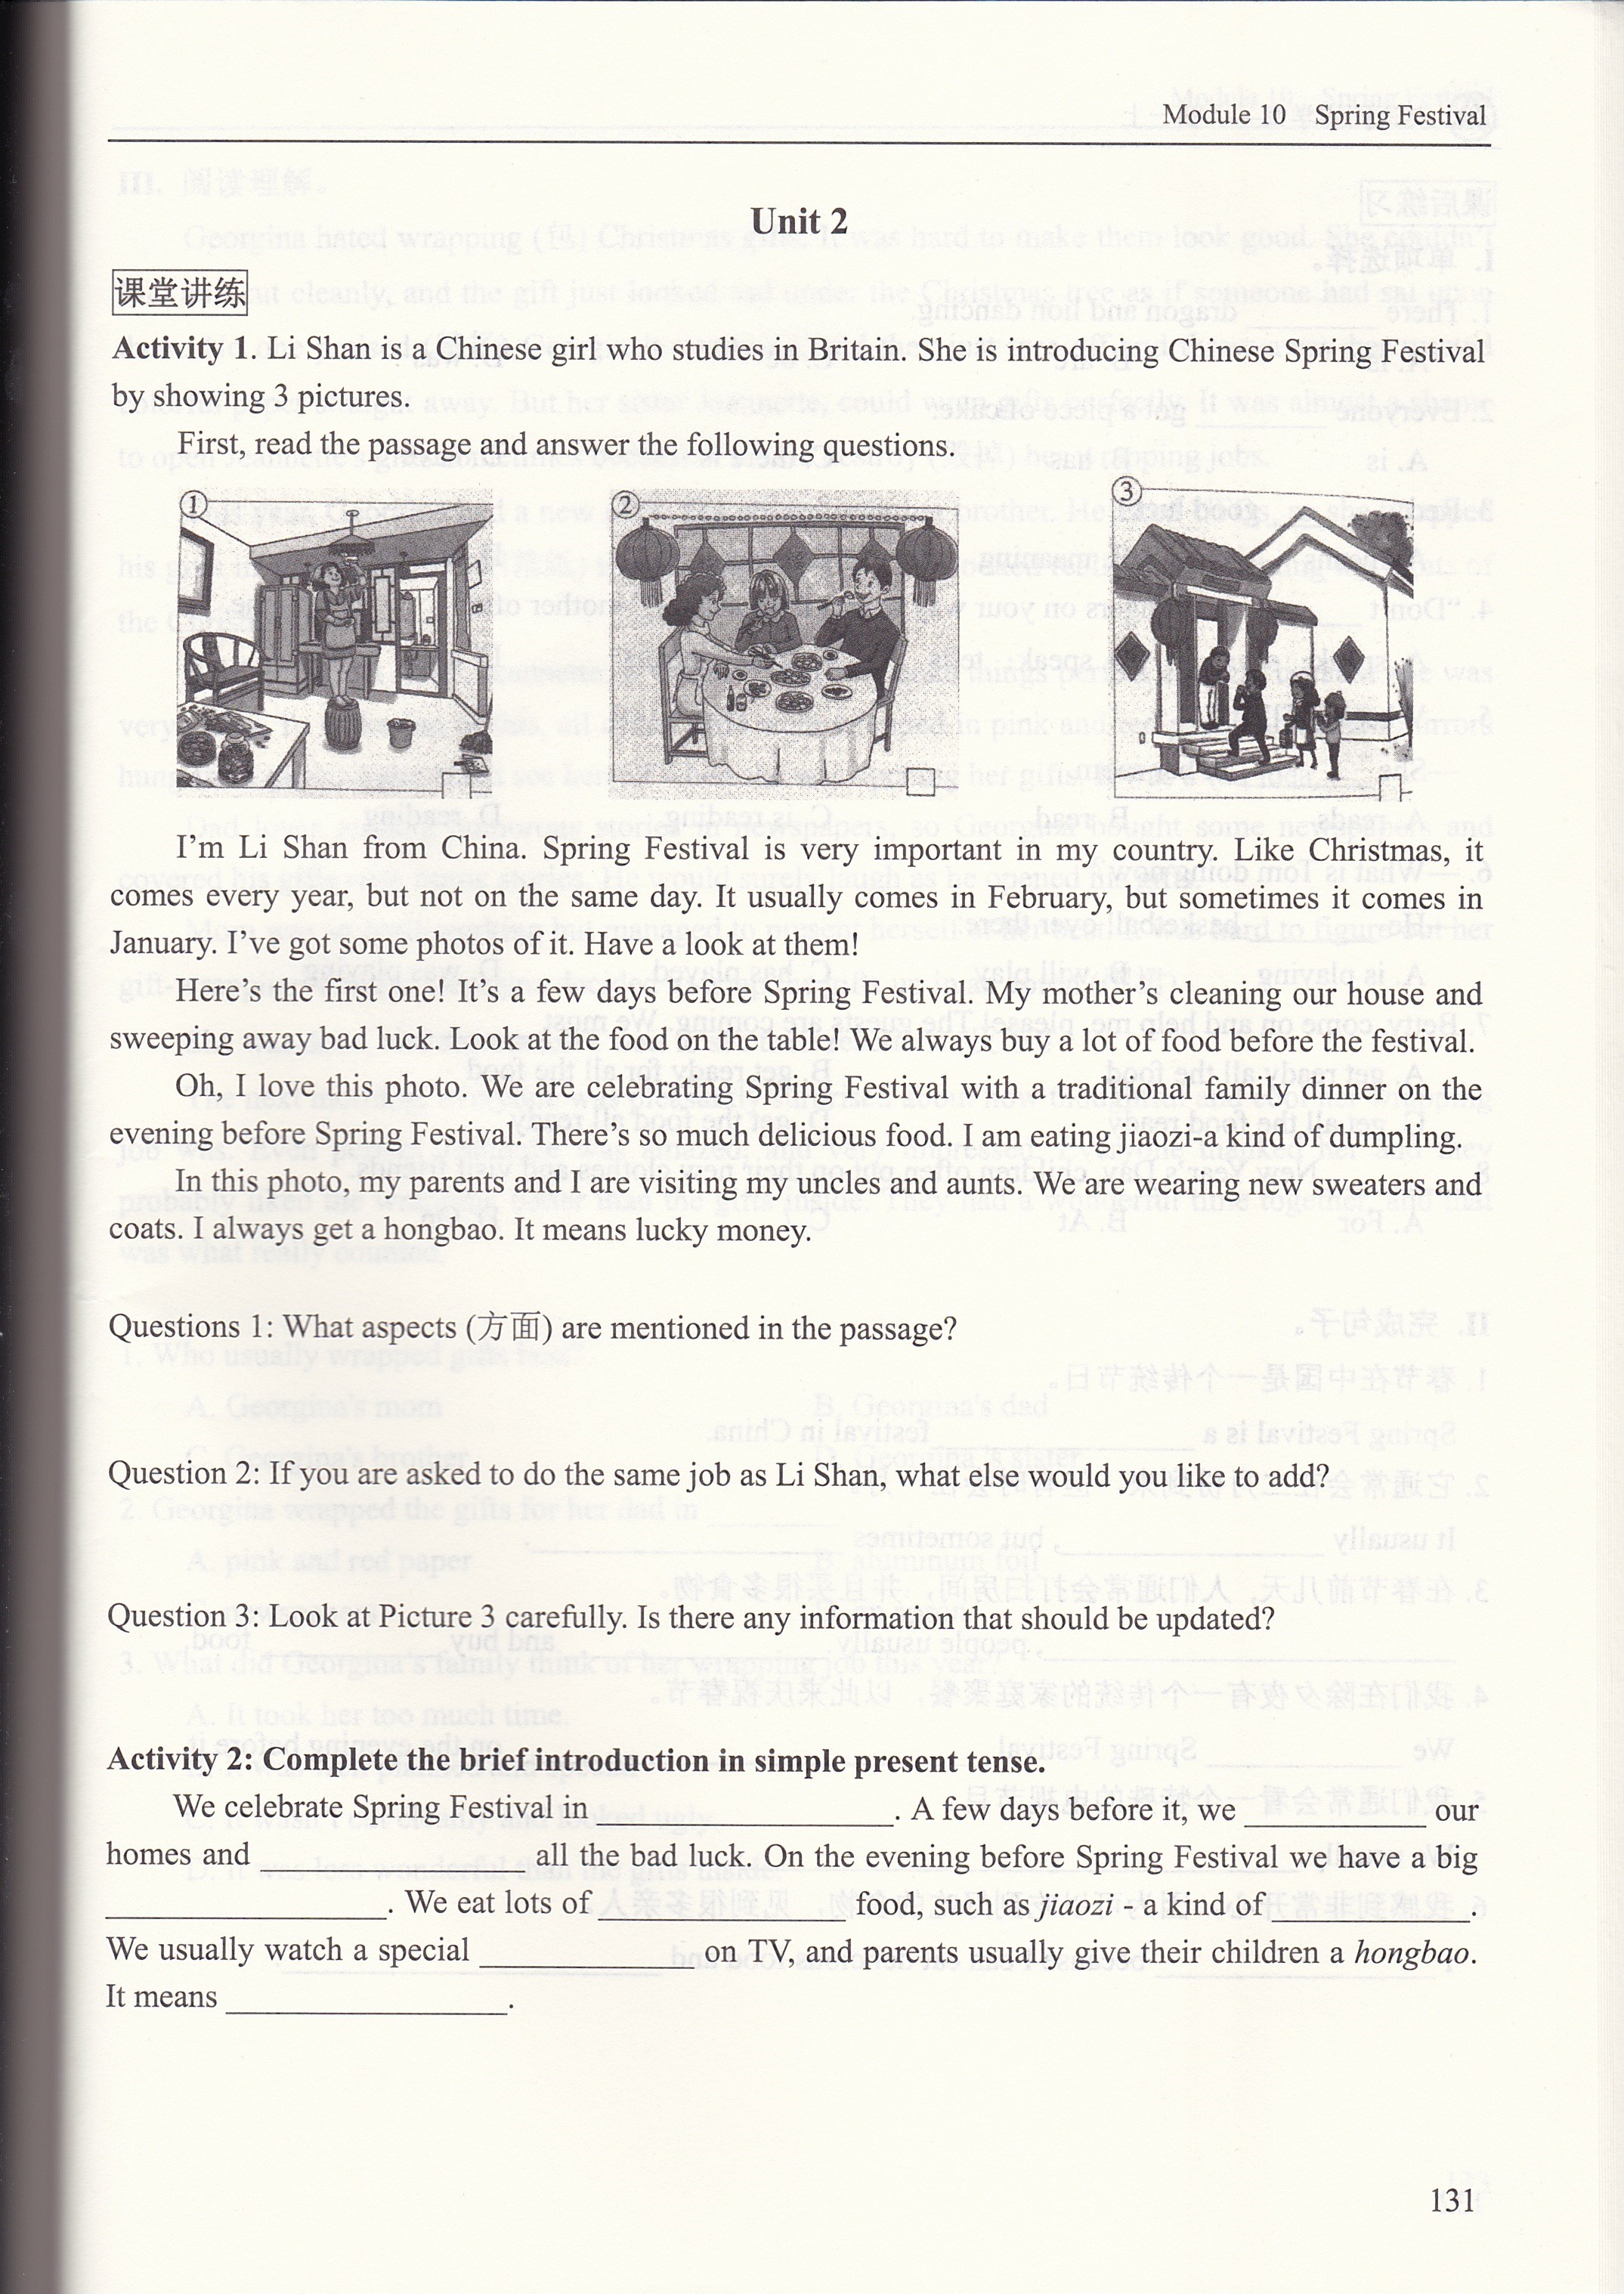 Module 10 Spring Festival
Unit 2
课堂讲练
Activity 1. Li Shan is a Chinese girl who studies in Britain. She is introducing Chinese Spring Festival
by showing 3 pictures.
First, read the passage and answer the following questions.
① ② ③
I'm Li Shan from China. Spring Festival is very important in my country. Like Christmas, it
comes every year, but not on the same day. It usually comes in February, but sometimes it comes in
January. I've got some photos of it. Have a look at them!
Here's the first one! It's a few days before Spring Festival. My mother's cleaning our house and
sweeping away bad luck. Look at the food on the table! We always buy a lot of food before the festival.
Oh, I love this photo. We are celebrating Spring Festival with a traditional family dinner on the
evening before Spring Festival. There's so much delicious food. I am eating jiaozi-a kind of dumpling.
In this photo, my parents and I are visiting my uncles and aunts. We are wearing new sweaters and
coats. I always get a hongbao. It means lucky money.
Questions 1: What aspects (方面) are mentioned in the passage?
Question 2: If you are asked to do the same job as Li Shan, what else would you like to add?
Question 3: Look at Picture 3 carefully. Is there any information that should be updated?
Activity 2: Complete the brief introduction in simple present tense.
We celebrate Spring Festival in ____________. A few days before it, we ________ our
homes and ____________ all the bad luck. On the evening before Spring Festival we have a big
____________. We eat lots of ___________ food, such as jiaozi - a kind of _________.
We usually watch a special __________ on TV, and parents usually give their children a hongbao.
It means ____________.
131